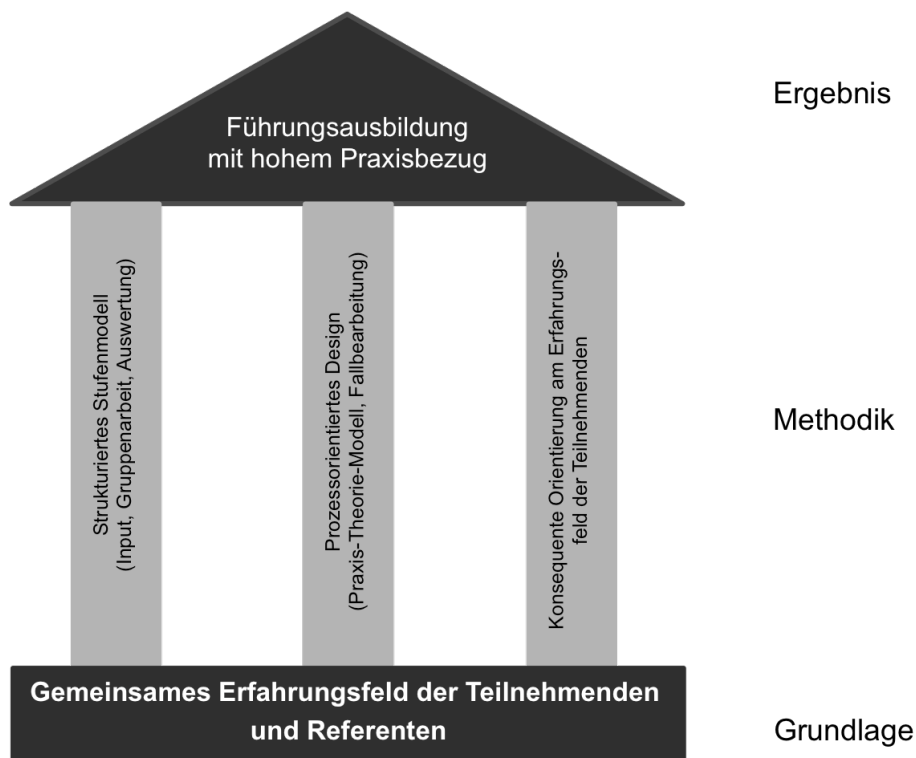 Führungsausbildung
mit hohem Praxisbezug
Ergebnis
Strukturiertes Stufenmodell
(Input, Gruppenarbeit, Auswertung)
Prozessorientiertes Design
(Praxis-Theorie-Modell, Fallbearbeitung)
Konsequente Orientierung am Erfahrungs-
feld der Teilnehmenden
Methodik
Gemeinsames Erfahrungsfeld der Teilnehmenden
und Referenten
Grundlage